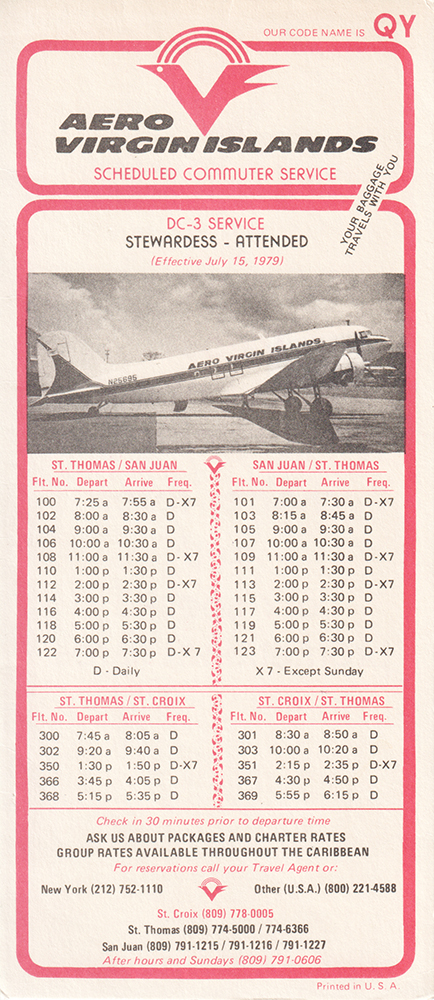 OUR CODE NAME IS QY
AERO
VIRGIN ISLANDS
SCHEDULED COMMUTER SERVICE
YOUR BAGGAGE
TRAVELS WITH YOU
DC-3 SERVICE
STEWARDESS - ATTENDED
(Effective July 15, 1979)
AERO VIRGIN ISLANDS
N25695
ST. THOMAS / SAN JUAN
Flt. No. Depart Arrive Freq.
100 7:25 a 7:55 a D-X7
102 8:00 a 8:30 a D
104 9:00 a 9:30 a D
106 10:00 a 10:30 a D
108 11:00 a 11:30 a D-X7
110 1:00 p 1:30 p D
112 2:00 p 2:30 p D-X7
114 3:00 p 3:30 p D
116 4:00 p 4:30 p D
118 5:00 p 5:30 p D
120 6:00 p 6:30 p D
122 7:00 p 7:30 p D-X 7
SAN JUAN / ST. THOMAS
Flt. No. Depart Arrive Freq.
101 7:00 a 7:30 a D-X7
103 8:15 a 8:45 a D
105 9:00 a 9:30 a D
107 10:00 a 10:30 a D
109 11:00 a 11:30 a D-X7
111 1:00 p 1:30 p D
113 2:00 p 2:30 p D-X7
115 3:00 p 3:30 p D
117 4:00 p 4:30 p D
119 5:00 p 5:30 p D
121 6:00 p 6:30 p D
123 7:00 p 7:30 p D-X7
D - Daily X 7 - Except Sunday
ST. THOMAS / ST. CROIX
Flt. No. Depart Arrive Freq.
300 7:45 a 8:05 a D
302 9:20 a 9:40 a D
350 1:30 p 1:50 p D-X7
366 3:45 p 4:05 p D
368 5:15 p 5:35 p D
ST. CROIX / ST. THOMAS
Flt. No. Depart Arrive Freq.
301 8:30 a 8:50 a D
303 10:00 a 10:20 a D
351 2:15 p 2:35 p D-X7
367 4:30 p 4:50 p D
369 5:55 p 6:15 p D
Check in 30 minutes prior to departure time
ASK US ABOUT PACKAGES AND CHARTER RATES
GROUP RATES AVAILABLE THROUGHOUT THE CARIBBEAN
For reservations call your Travel Agent or:
New York (212) 752-1110 Other (U.S.A.) (800) 221-4588
St. Croix (809) 778-0005
St. Thomas (809) 774-5000 / 774-6366
San Juan (809) 791-1215 / 791-1216 / 791-1227
After hours and Sundays (809) 791-0606
Printed in U. S. A.